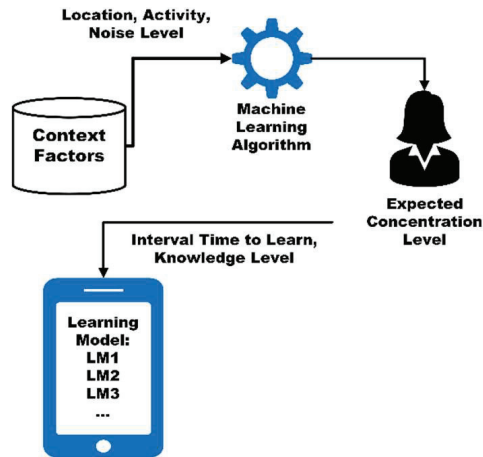 Location, Activity,
Noise Level
Context
Factors
Machine
Learning
Algorithm
Expected
Concentration
Level
Interval Time to Learn,
Knowledge Level
Learning
Model:
LM1
LM2
LM3
...